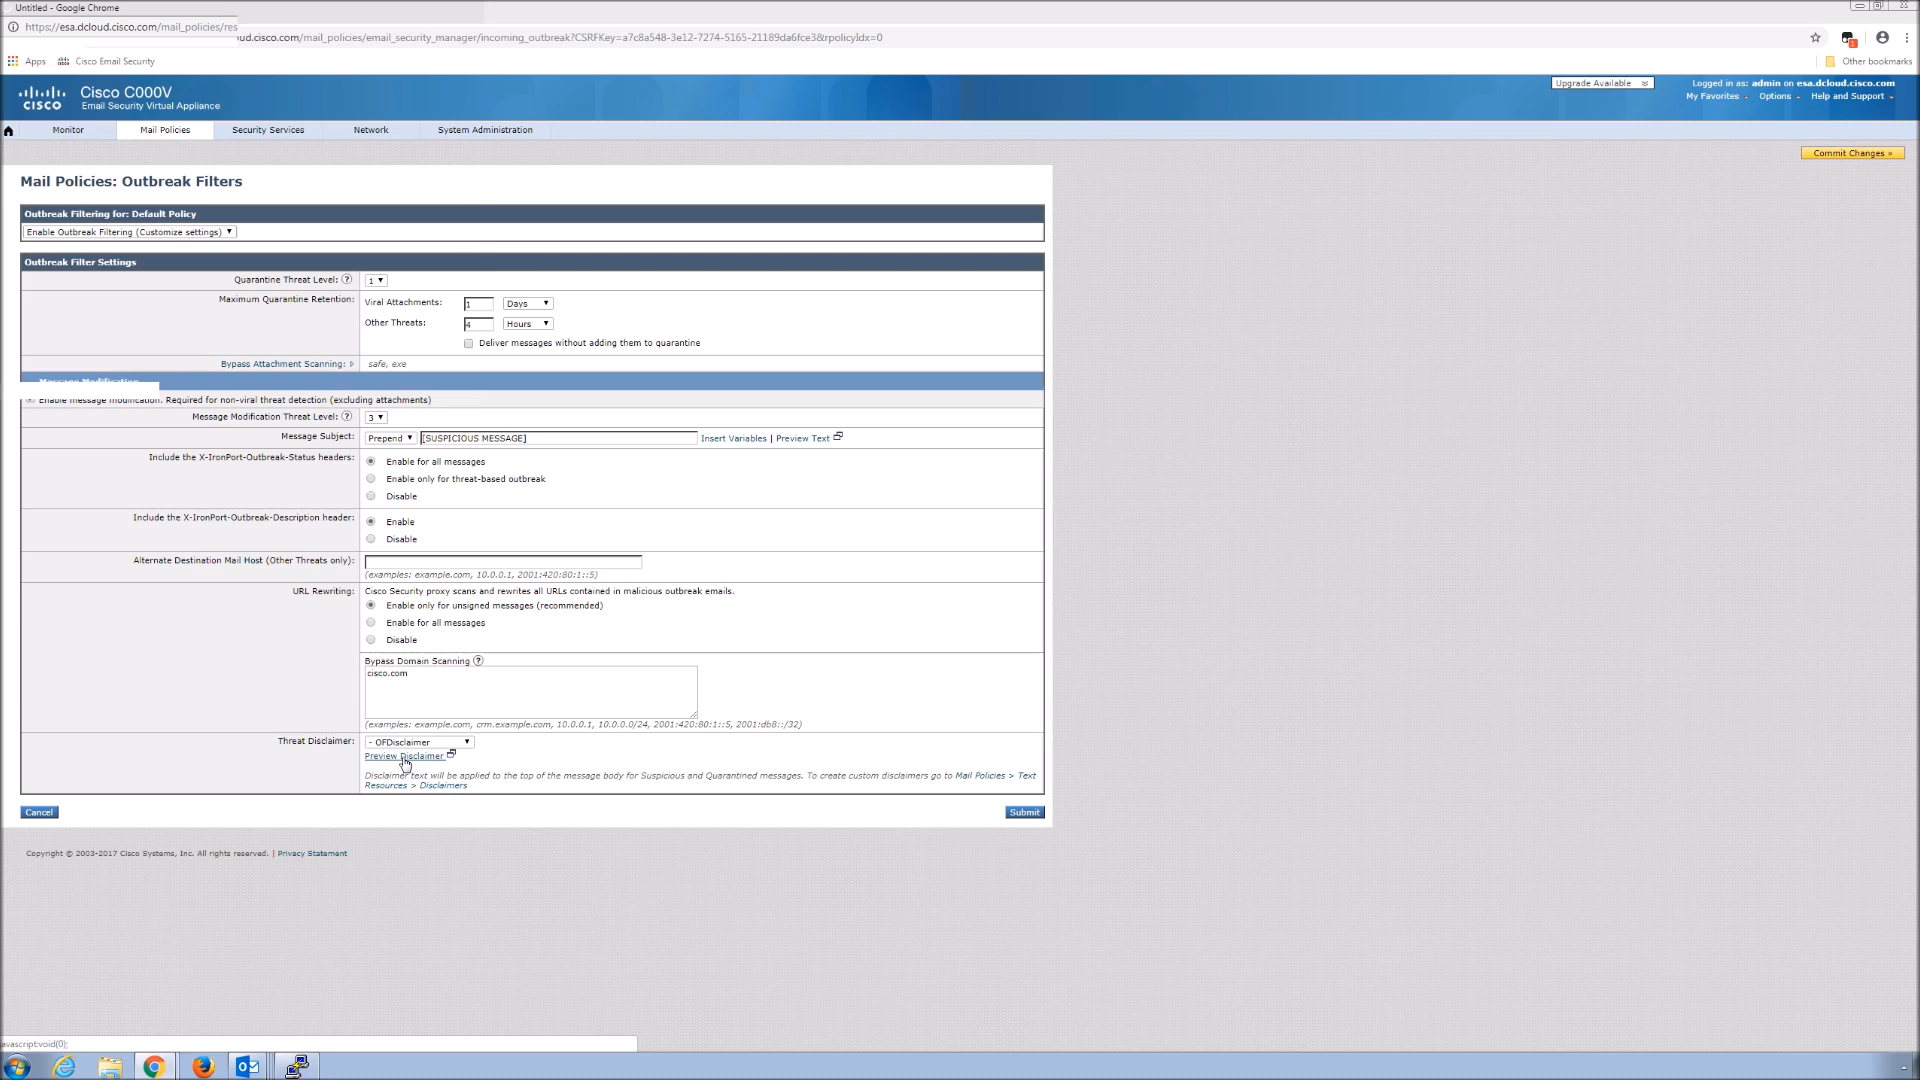 Untitled - Google Chrome
https://esa.dcloud.cisco.com/mail_policies/res
ud.cisco.com/mail_policies/email_security_manager/incoming_outbreak?CSRFKey=a7c8a548-3e12-7274-5165-21189da6fce3&rpolicyIdx=0
Apps Cisco Email Security Other bookmarks
CISCO
Cisco C000V
Email Security Virtual Appliance
Upgrade Available
Logged in as: admin on esa.dcloud.cisco.com
My Favorites Options Help and Support
Monitor Mail Policies Security Services Network System Administration
Commit Changes »
Mail Policies: Outbreak Filters
Outbreak Filtering for: Default Policy
Enable Outbreak Filtering (Customize settings)
Outbreak Filter Settings
Quarantine Threat Level: ? 1
Maximum Quarantine Retention:
Viral Attachments: 1 Days
Other Threats: 4 Hours
Deliver messages without adding them to quarantine
Bypass Attachment Scanning: safe, exe
Message Modification
Enable message modification. Required for non-viral threat detection (excluding attachments)
Message Modification Threat Level: ? 3
Message Subject: Prepend [SUSPICIOUS MESSAGE] Insert Variables | Preview Text
Include the X-IronPort-Outbreak-Status headers:
Enable for all messages
Enable only for threat-based outbreak
Disable
Include the X-IronPort-Outbreak-Description header:
Enable
Disable
Alternate Destination Mail Host (Other Threats only):
(examples: example.com, 10.0.0.1, 2001:420:80:1::5)
URL Rewriting: Cisco Security proxy scans and rewrites all URLs contained in malicious outbreak emails.
Enable only for unsigned messages (recommended)
Enable for all messages
Disable
Bypass Domain Scanning ?
cisco.com
(examples: example.com, crm.example.com, 10.0.0.1, 10.0.0.0/24, 2001:420:80:1::5, 2001:db8::/32)
Threat Disclaimer: - OFDisclaimer
Preview Disclaimer
Disclaimer text will be applied to the top of the message body for Suspicious and Quarantined messages. To create custom disclaimers go to Mail Policies > Text
Resources > Disclaimers
Cancel Submit
Copyright © 2003-2017 Cisco Systems, Inc. All rights reserved. | Privacy Statement
avascript:void(0);